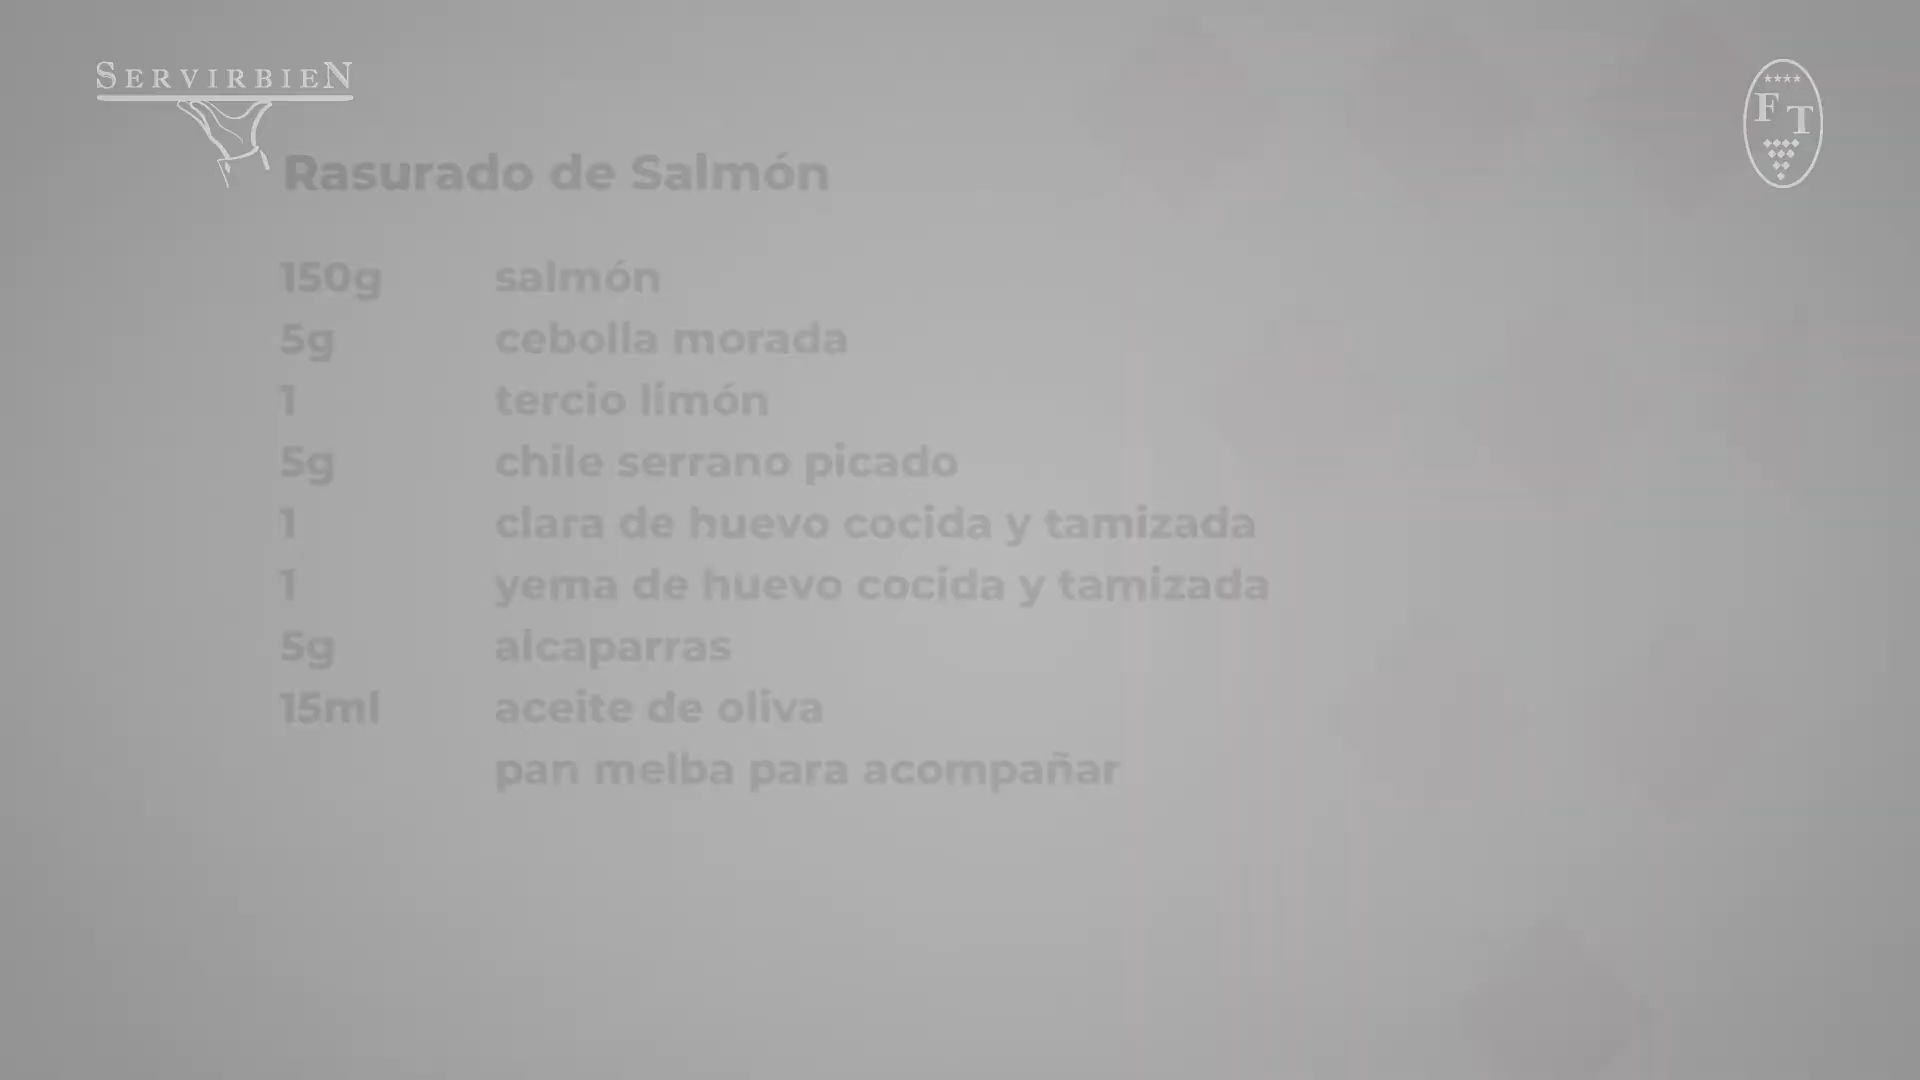 SERVIRBIEN
F T
Rasurado de Salmón
150g salmón
5g cebolla morada
1 tercio limón
5g chile serrano picado
1 clara de huevo cocida y tamizada
1 yema de huevo cocida y tamizada
5g alcaparras
15ml aceite de oliva
pan melba para acompañar